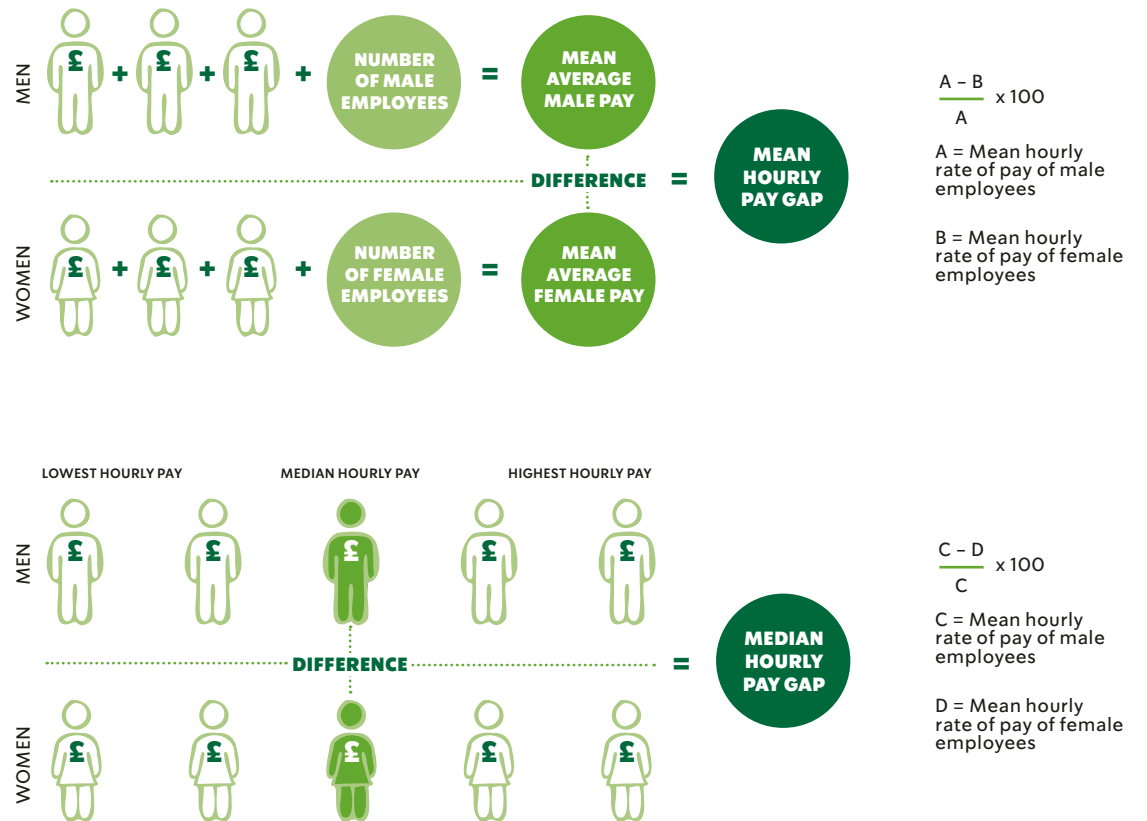 MEN
£ + £ + £ +
NUMBER
OF MALE
EMPLOYEES
=
MEAN
AVERAGE
MALE PAY
DIFFERENCE
=
MEAN
HOURLY
PAY GAP
WOMEN
£ + £ + £ +
NUMBER
OF FEMALE
EMPLOYEES
=
MEAN
AVERAGE
FEMALE PAY
A – B
A
x 100
A = Mean hourly
rate of pay of male
employees
B = Mean hourly
rate of pay of female
employees
LOWEST HOURLY PAY
MEDIAN HOURLY PAY
HIGHEST HOURLY PAY
MEN
£ £ £ £ £
DIFFERENCE
=
MEDIAN
HOURLY
PAY GAP
WOMEN
£ £ £ £ £
C – D
C
x 100
C = Mean hourly
rate of pay of male
employees
D = Mean hourly
rate of pay of female
employees